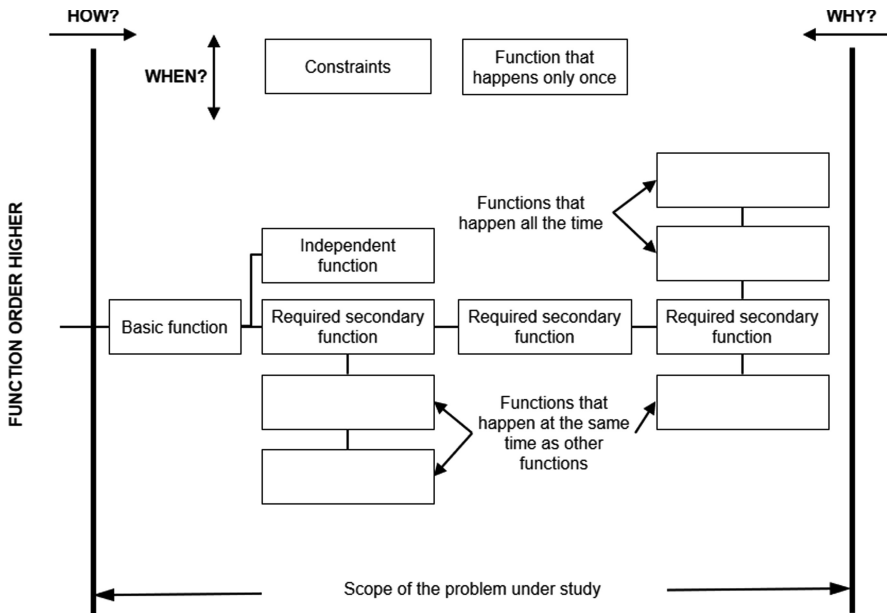 HOW?
WHY?
WHEN?
Constraints
Function that
happens only once
Functions that
happen all the time
FUNCTION ORDER HIGHER
Independent
function
Basic function
Required secondary
function
Required secondary
function
Required secondary
function
Functions that
happen at the same
time as other
functions
Scope of the problem under study